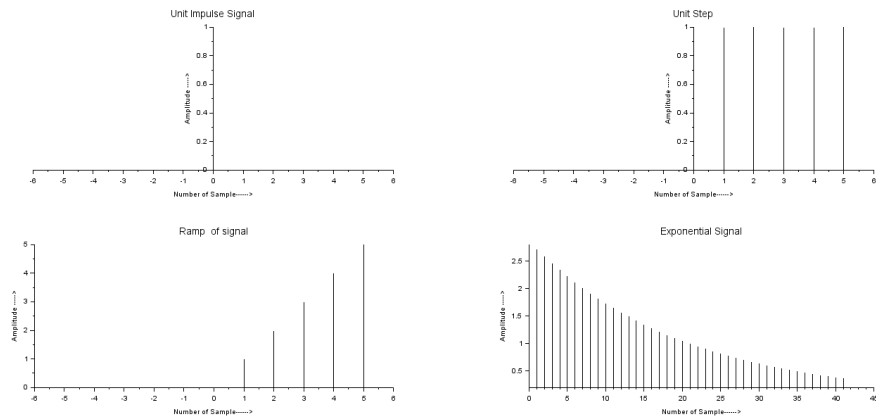 Unit Impulse Signal
1
0.8
0.6
0.4
0.2
0
Amplitude ---->
-6 -5 -4 -3 -2 -1 0 1 2 3 4 5 6
Number of Sample----->
Unit Step
1
0.8
0.6
0.4
0.2
0
Amplitude ---->
-6 -5 -4 -3 -2 -1 0 1 2 3 4 5 6
Number of Sample----->
Ramp of signal
5
4
3
2
1
0
Amplitude ---->
-6 -5 -4 -3 -2 -1 0 1 2 3 4 5 6
Number of Sample----->
Exponential Signal
2.5
2
1.5
1
0.5
Amplitude ---->
0 5 10 15 20 25 30 35 40 45
Number of Sample----->